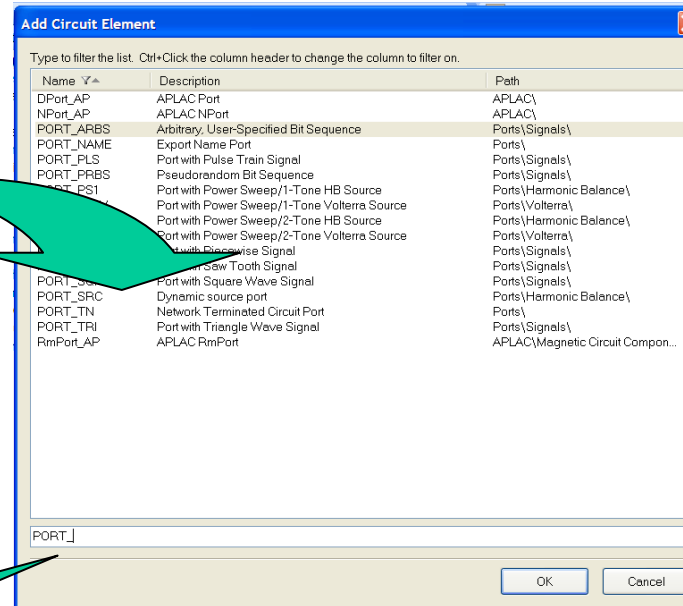 Add Circuit Element
Type to filter the list. Ctrl+Click the column header to change the column to filter on.
Name Description Path
DPort_AP APLAC Port APLAC\
NPort_AP APLAC NPort APLAC\
PORT_ARBS Arbitrary, User-Specified Bit Sequence Ports\Signals\
PORT_NAME Export Name Port Ports\
PORT_PLS Port with Pulse Train Signal Ports\Signals\
PORT_PRBS Pseudorandom Bit Sequence Ports\Signals\
PORT_PS1 Port with Power Sweep/1-Tone HB Source Ports\Harmonic Balance\
Port with Power Sweep/1-Tone Volterra Source Ports\Volterra\
Port with Power Sweep/2-Tone HB Source Ports\Harmonic Balance\
Port with Power Sweep/2-Tone Volterra Source Ports\Volterra\
with Piecewise Signal Ports\Signals\
Saw Tooth Signal Ports\Signals\
Port with Square Wave Signal Ports\Signals\
PORT_SRC Dynamic source port Ports\Harmonic Balance\
PORT_TN Network Terminated Circuit Port Ports\
PORT_TRI Port with Triangle Wave Signal Ports\Signals\
RmPort_AP APLAC RmPort APLAC\Magnetic Circuit Compon...
PORT_
OK Cancel